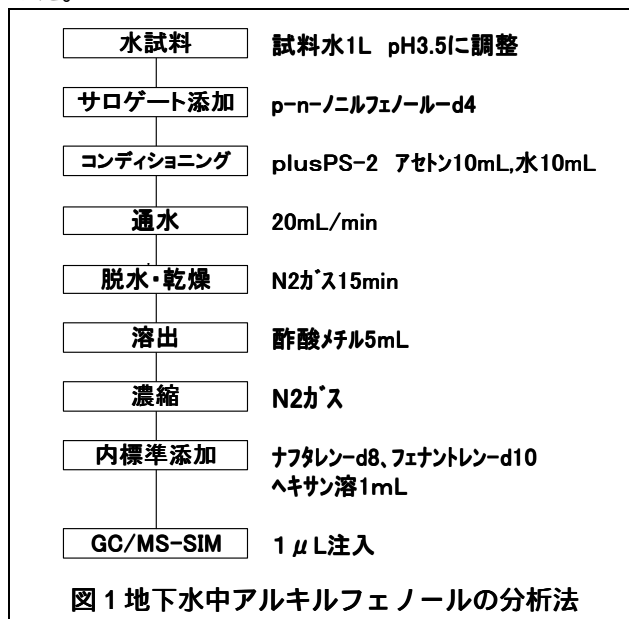 水試料 試料水1L pH3.5に調整
サロゲート添加 p-n-ノニルフェノールーd4
コンディショニング plusPS-2 アセトン10mL,水10mL
通水 20mL/min
脱水・乾燥 N2ガス15min
溶出 酢酸メチル5mL
濃縮 N2ガス
内標準添加 ナフタレン-d8、フェナントレン-d10
ヘキサン溶1mL
GC/MS-SIM 1μL注入
図1地下水中アルキルフェノールの分析法